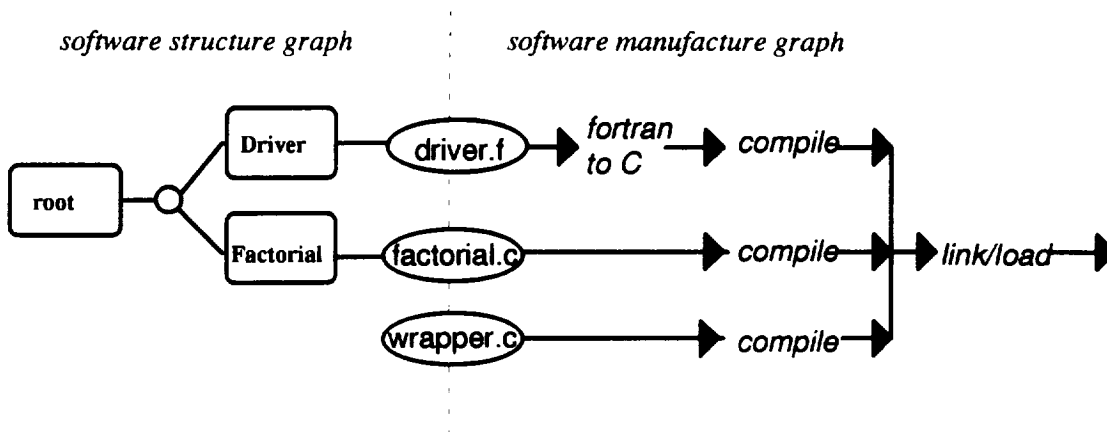 software structure graph
software manufacture graph
Driver
driver.f
fortran
to C
compile
root
Factorial
factorial.c
compile
link/load
wrapper.c
compile